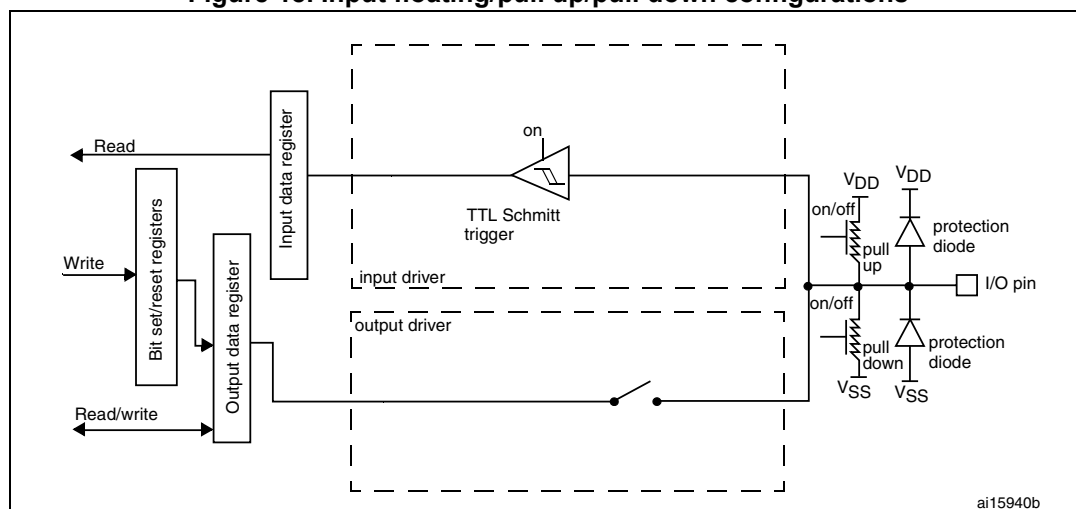 Figure 18. Input floating/pull up/pull down configurations
Read
Bit set/reset registers
Input data register
Write
Output data register
Read/write
on
TTL Schmitt
trigger
input driver
output driver
VDD
VDD
on/off
pull
up
protection
diode
I/O pin
on/off
pull
down
protection
diode
VSS
VSS
ai15940b